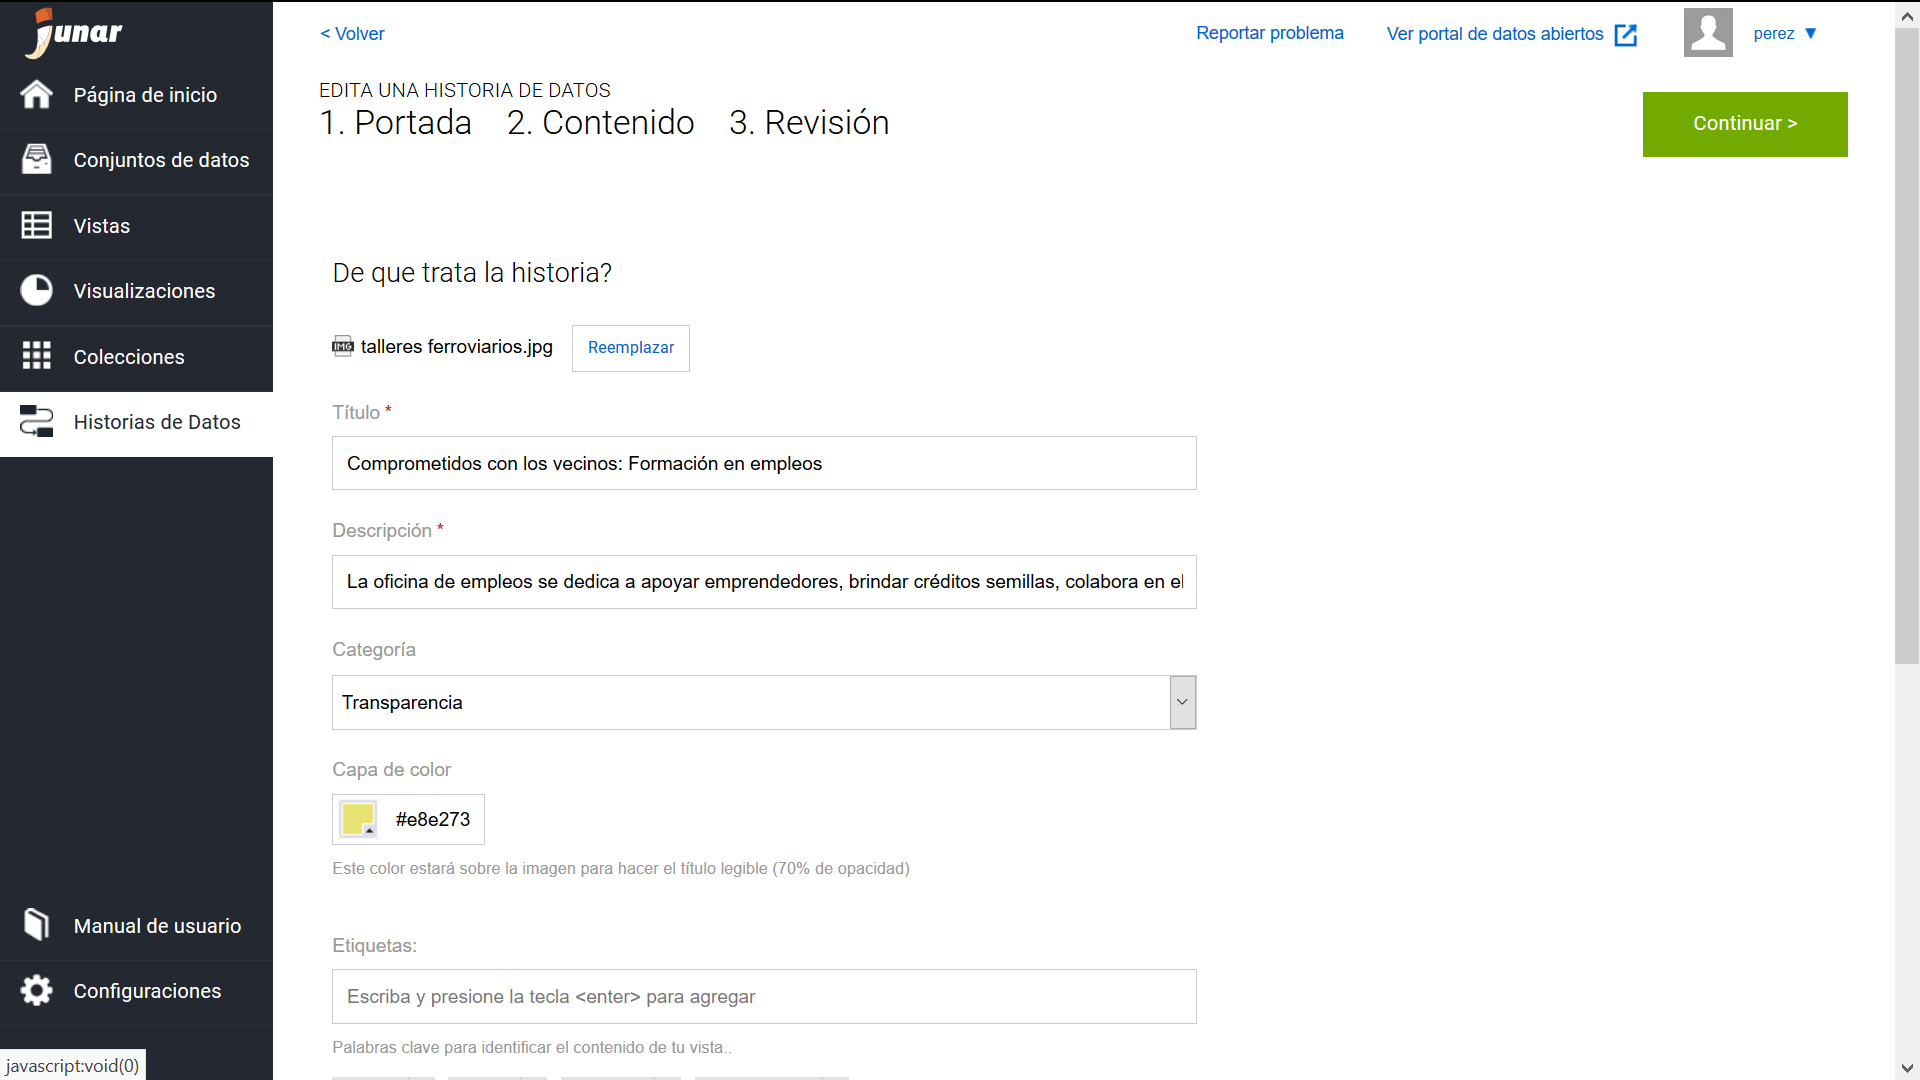 junar
Página de inicio
Conjuntos de datos
Vistas
Visualizaciones
Colecciones
Historias de Datos
Manual de usuario
Configuraciones
javascript:void(0)
< Volver
Reportar problema
Ver portal de datos abiertos
perez ▼
EDITA UNA HISTORIA DE DATOS
1. Portada 2. Contenido 3. Revisión
Continuar >
De que trata la historia?
IMG talleres ferroviarios.jpg
Reemplazar
Título *
Comprometidos con los vecinos: Formación en empleos
Descripción *
La oficina de empleos se dedica a apoyar emprendedores, brindar créditos semillas, colabora en el
Categoría
Transparencia
Capa de color
#e8e273
Este color estará sobre la imagen para hacer el título legible (70% de opacidad)
Etiquetas:
Escriba y presione la tecla <enter> para agregar
Palabras clave para identificar el contenido de tu vista..